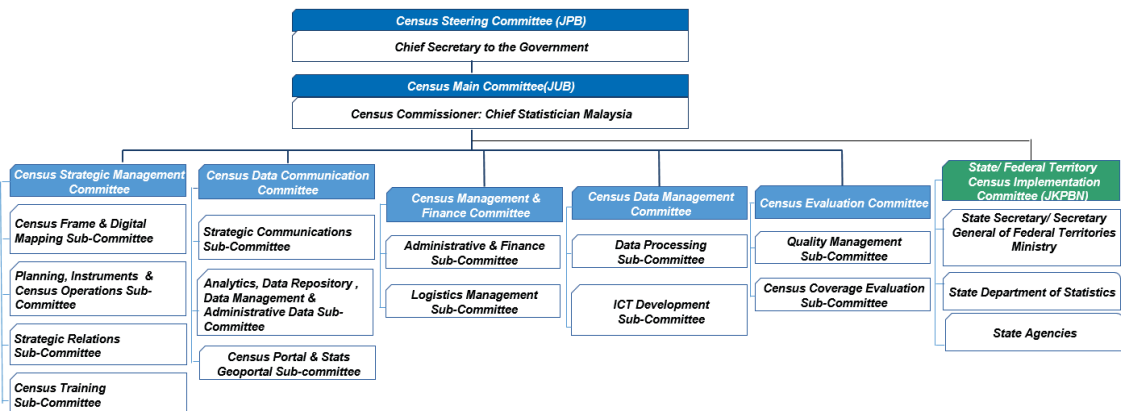 Census Steering Committee (JPB)
Chief Secretary to the Government
Census Main Committee(JUB)
Census Commissioner: Chief Statistician Malaysia
Census Strategic Management
Committee
Census Frame & Digital
Mapping Sub-Committee
Planning, Instruments &
Census Operations Sub-
Committee
Strategic Relations
Sub-Committee
Census Training
Sub-Committee
Census Data Communication
Committee
Strategic Communications
Sub-Committee
Analytics, Data Repository ,
Data Management &
Administrative Data Sub-
Committee
Census Portal & Stats
Geoportal Sub-committee
Census Management &
Finance Committee
Administrative & Finance
Sub-Committee
Logistics Management
Sub-Committee
Census Data Management
Committee
Data Processing
Sub-Committee
ICT Development
Sub-Committee
Census Evaluation Committee
Quality Management
Sub-Committee
Census Coverage Evaluation
Sub-Committee
State/ Federal Territory
Census Implementation
Committee (JKPBN)
State Secretary/ Secretary
General of Federal Territories
Ministry
State Department of Statistics
State Agencies